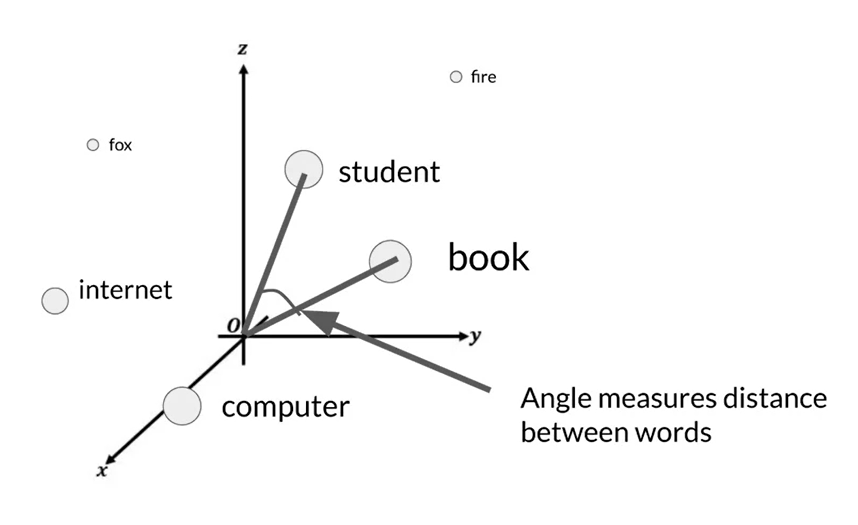 z
fire
fox
student
book
internet
O
y
computer
Angle measures distance
between words
x